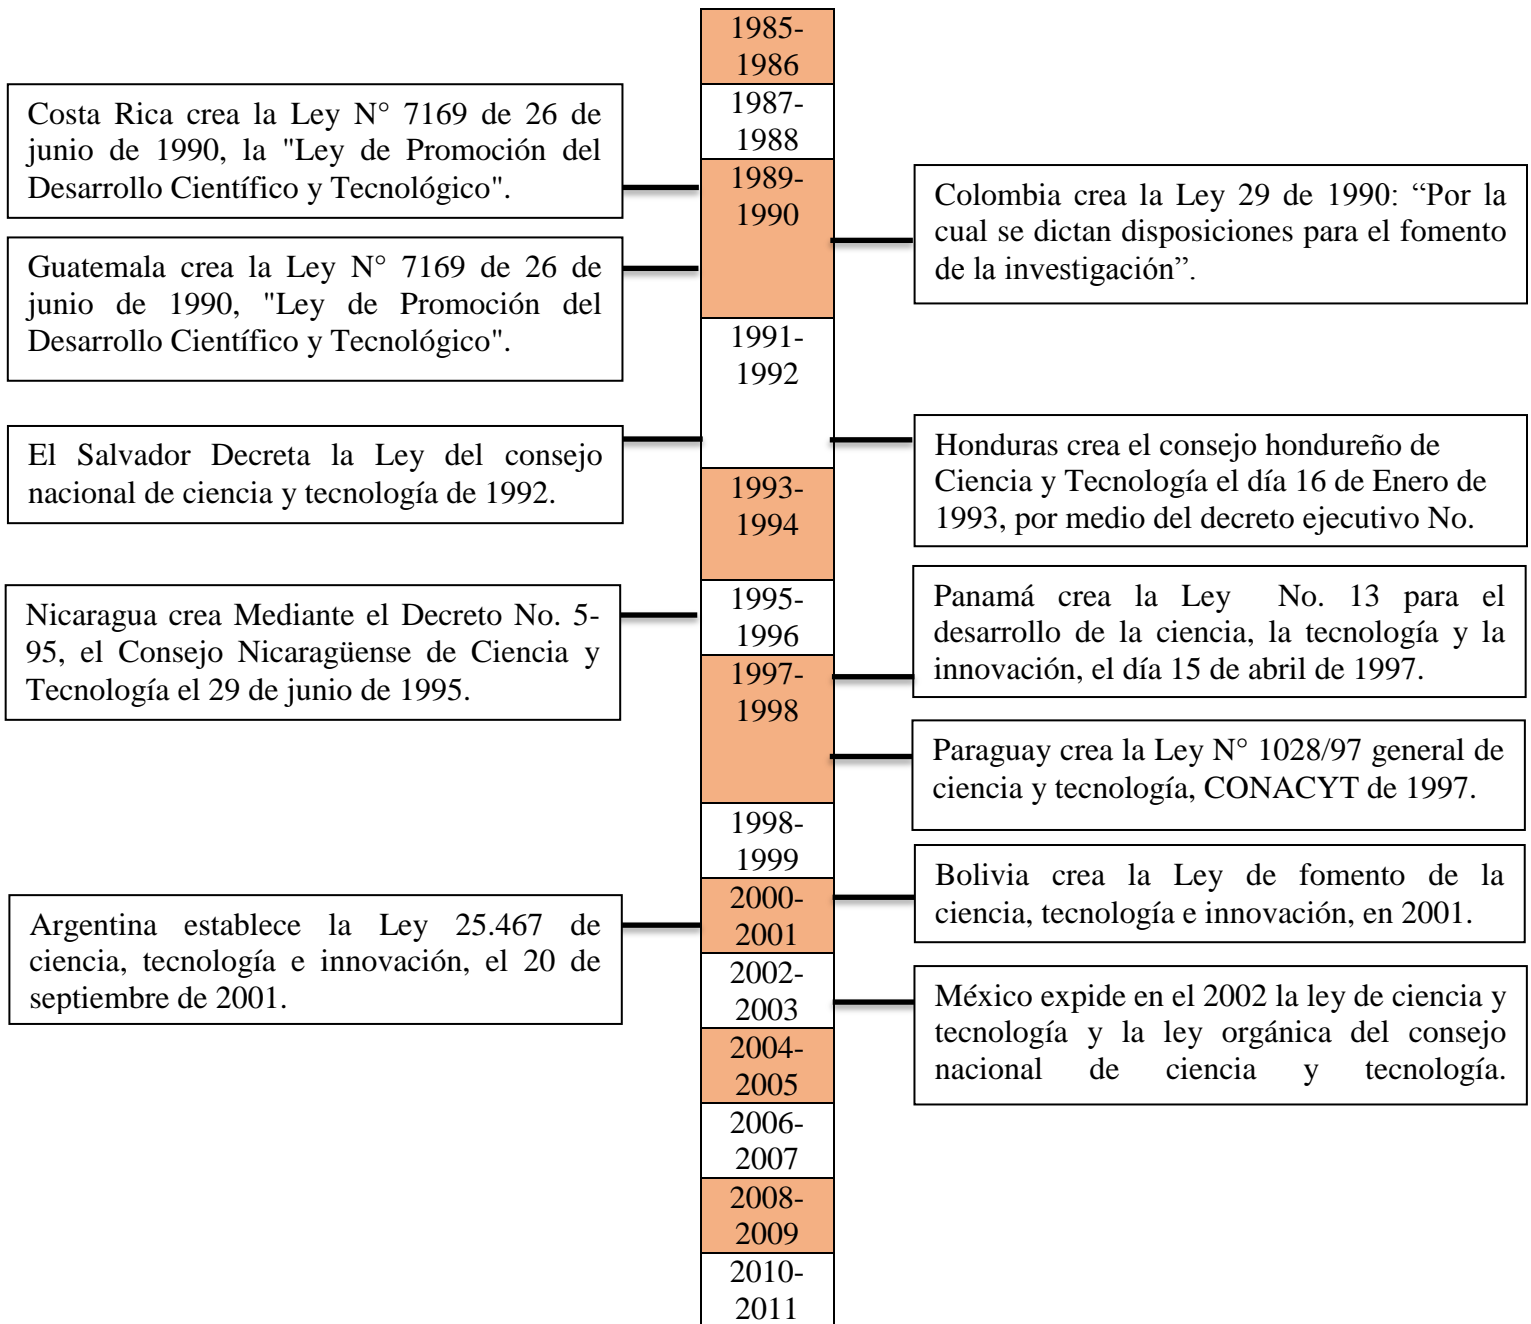 1985-
1986
1987-
1988
Costa Rica crea la Ley N° 7169 de 26 de
junio de 1990, la "Ley de Promoción del
Desarrollo Científico y Tecnológico".
1989-
1990
Colombia crea la Ley 29 de 1990: “Por la
cual se dictan disposiciones para el fomento
de la investigación”.
Guatemala crea la Ley N° 7169 de 26 de
junio de 1990, "Ley de Promoción del
Desarrollo Científico y Tecnológico".
1991-
1992
El Salvador Decreta la Ley del consejo
nacional de ciencia y tecnología de 1992.
Honduras crea el consejo hondureño de
Ciencia y Tecnología el día 16 de Enero de
1993, por medio del decreto ejecutivo No.
1993-
1994
Nicaragua crea Mediante el Decreto No. 5-
95, el Consejo Nicaragüense de Ciencia y
Tecnología el 29 de junio de 1995.
1995-
1996
Panamá crea la Ley No. 13 para el
desarrollo de la ciencia, la tecnología y la
innovación, el día 15 de abril de 1997.
1997-
1998
Paraguay crea la Ley N° 1028/97 general de
ciencia y tecnología, CONACYT de 1997.
1998-
1999
Bolivia crea la Ley de fomento de la
ciencia, tecnología e innovación, en 2001.
2000-
2001
Argentina establece la Ley 25.467 de
ciencia, tecnología e innovación, el 20 de
septiembre de 2001.
2002-
2003
México expide en el 2002 la ley de ciencia y
tecnología y la ley orgánica del consejo
nacional de ciencia y tecnología.
2004-
2005
2006-
2007
2008-
2009
2010-
2011